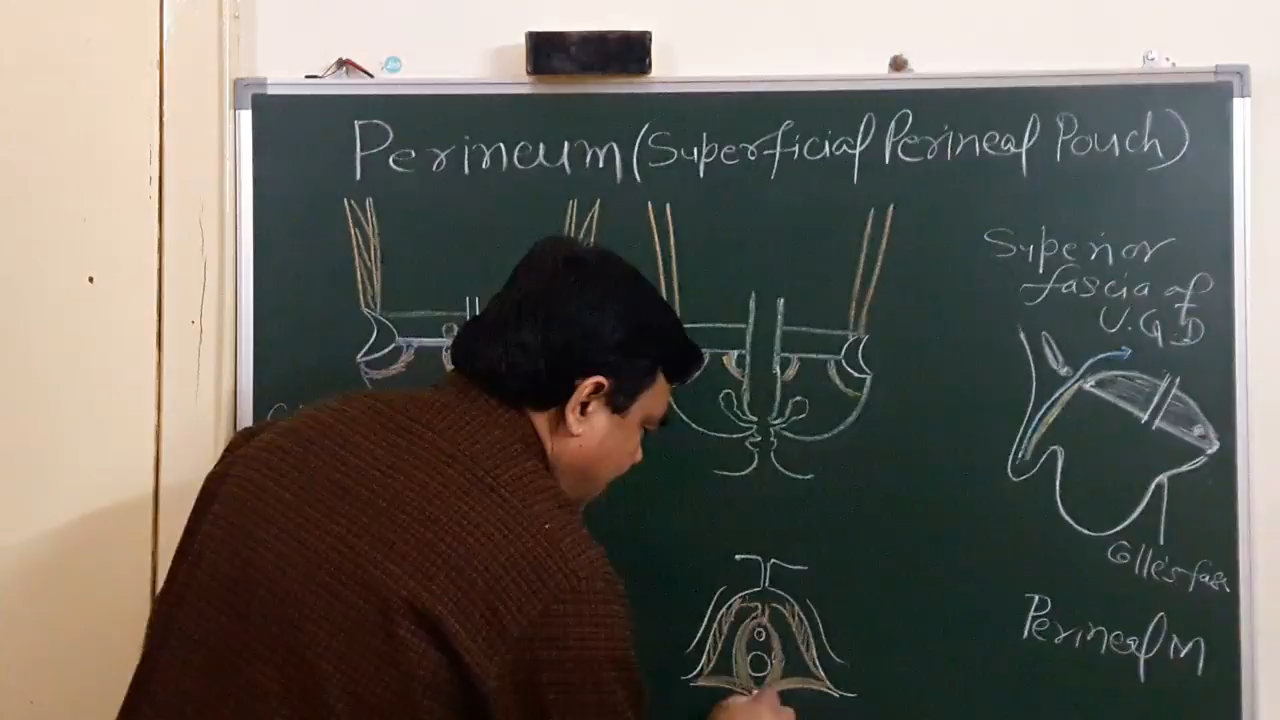 Perineum (Superficial Perineal Pouch)
Superior
fascia of
U.G.D
Colle's fas
Perineal M